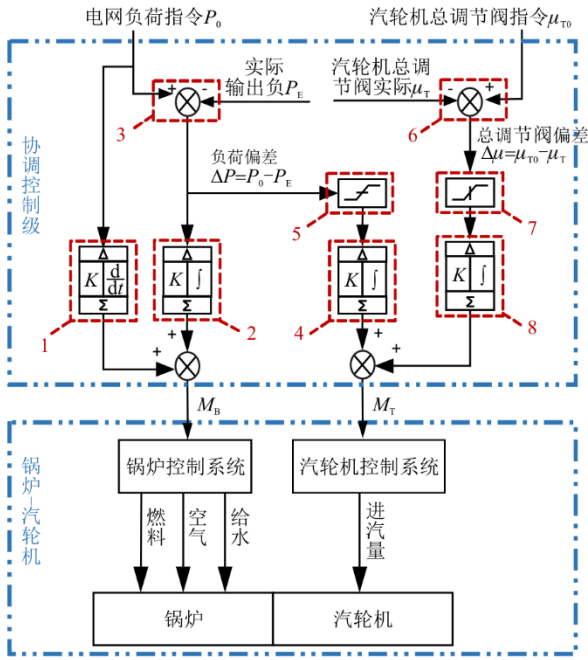 电网负荷指令P₀
汽轮机总调节阀指令μT0
协调控制级
+
-
实际
输出负PE
汽轮机总调
节阀实际μT
-
+
3
6
总调节阀偏差
Δμ=μT0-μT
负荷偏差
ΔP=P₀-PE
5
7
Δ
K
d
dt
Σ
1
Δ
K
∫
Σ
2
Δ
K
∫
Σ
4
Δ
K
∫
Σ
8
+
+
+
+
MB
MT
锅炉-汽轮机
锅炉控制系统
汽轮机控制系统
燃料
空气
给水
进汽量
锅炉
汽轮机